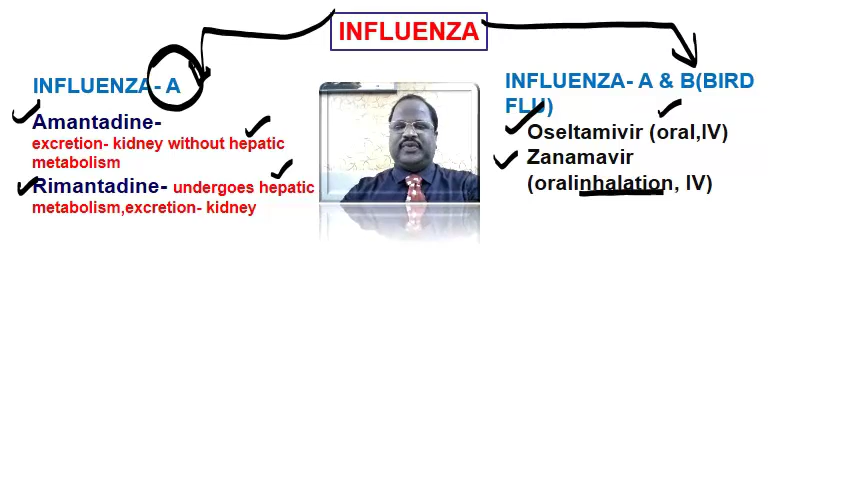 INFLUENZA
INFLUENZA- A
Amantadine-
excretion- kidney without hepatic
metabolism
Rimantadine- undergoes hepatic
metabolism,excretion- kidney
INFLUENZA- A & B(BIRD
FLU)
Oseltamivir (oral,IV)
Zanamavir
(oralinhalation, IV)